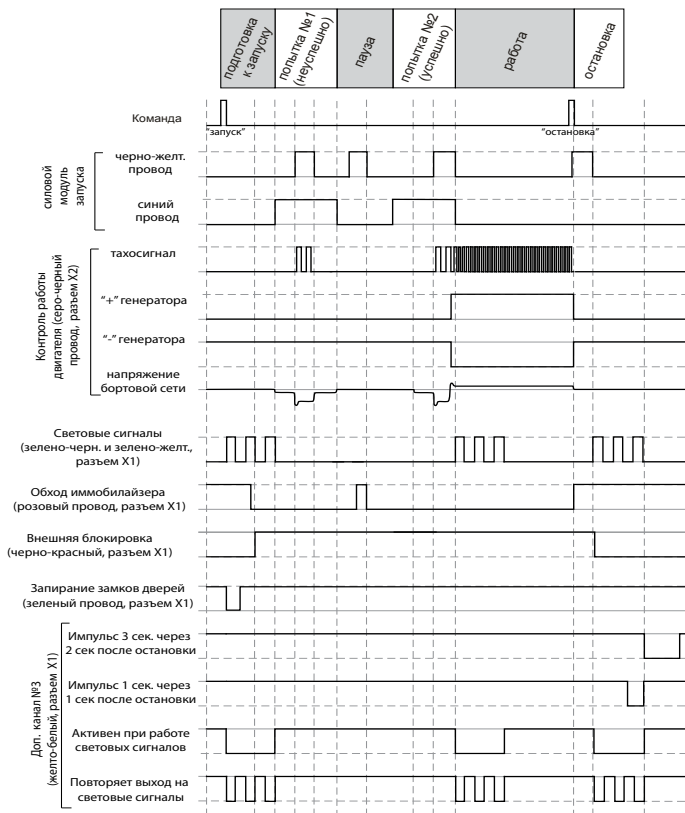 подготовка
к запуску
попытка №1
(неуспешно)
пауза
попытка №2
(успешно)
работа
остановка
Команда
"запуск"
"остановка"
силовой
модуль
запуска
черно-желт.
провод
синий
провод
Контроль работы
двигателя (серо-черный
провод, разъем X2)
тахосигнал
"+" генератора
"-" генератора
напряжение
бортовой сети
Световые сигналы
(зелено-черн. и зелено-желт.,
разъем X1)
Обход иммобилайзера
(розовый провод, разъем X1)
Внешняя блокировка
(черно-красный, разъем X1)
Запирание замков дверей
(зеленый провод, разъем X1)
Доп. канал №3
(желто-белый, разъем X1)
Импульс 3 сек. через
2 сек после остановки
Импульс 1 сек. через
1 сек после остановки
Активен при работе
световых сигналов
Повторяет выход на
световые сигналы